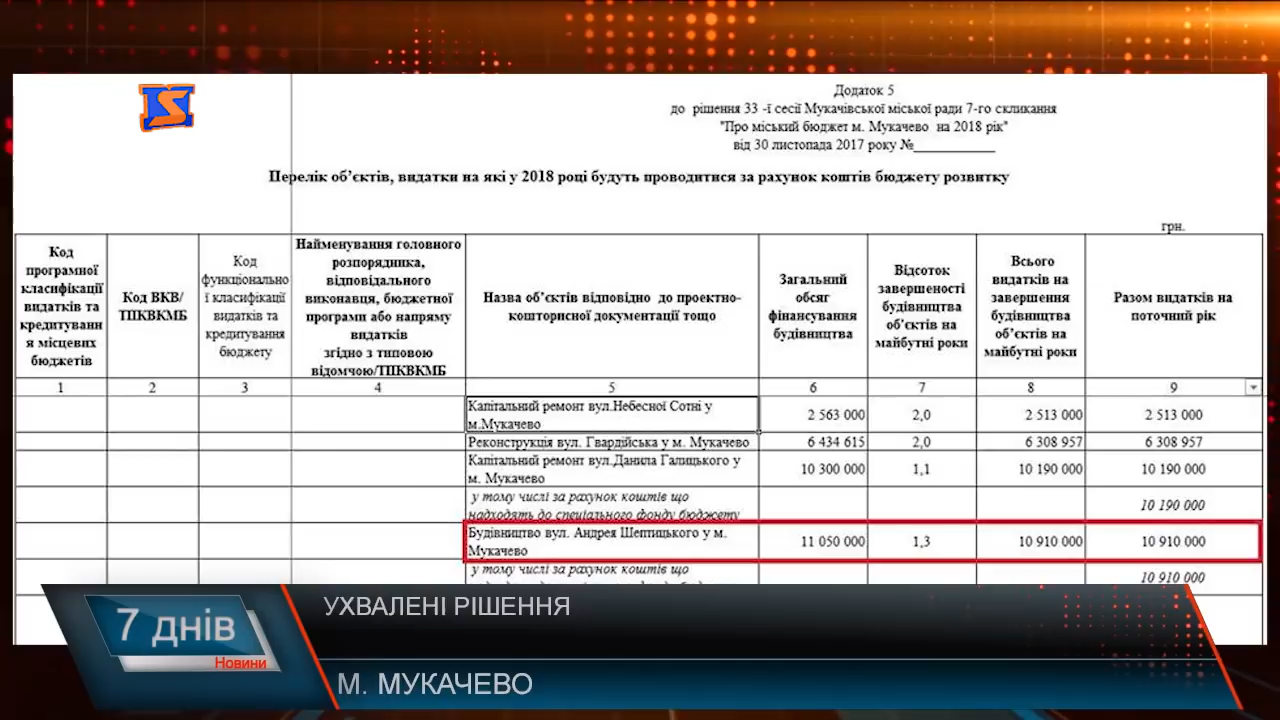 Додаток 5
до рішення 33 -ї сесії Мукачівської міської ради 7-го скликання
"Про міський бюджет м. Мукачево на 2018 рік"
від 30 листопада 2017 року №____________
Перелік об'єктів, видатки на які у 2018 році будуть проводитися за рахунок коштів бюджету розвитку
грн.
Код
програмної
класифікації
видатків та
кредитуванн
я місцевих
бюджетів
Код ВКВ/
ТПКВКМБ
Код
функціонально
ї класифікації
видатків та
кредитування
бюджету
Найменування головного
розпорядника,
відповідального
виконавця, бюджетної
програми або напряму
видатків
згідно з типовою
відомчою/ТПКВКМБ
Назва об'єктів відповідно до проектно-
кошторисної документації тощо
Загальний
обсяг
фінансування
будівництва
Відсоток
завершеності
будівництва
об'єктів на
майбутні роки
Всього
видатків на
завершення
будівництва
об'єктів на
майбутні роки
Разом видатків на
поточний рік
1 2 3 4 5 6 7 8 9
Капітальний ремонт вул.Небесної Сотні у
м.Мукачево
2 563 000 2,0 2 513 000 2 513 000
Реконструкція вул. Гвардійська у м. Мукачево 6 434 615 2,0 6 308 957 6 308 957
Капітальний ремонт вул.Данила Галицького у
м. Мукачево
10 300 000 1,1 10 190 000 10 190 000
у тому числі за рахунок коштів що
надходять до спеціального фонду бюджету
10 190 000
Будівництво вул. Андрея Шептицького у м.
Мукачево
11 050 000 1,3 10 910 000 10 910 000
у тому числі за рахунок коштів що
10 910 000
7 днів
Новини
УХВАЛЕНІ РІШЕННЯ
М. МУКАЧЕВО